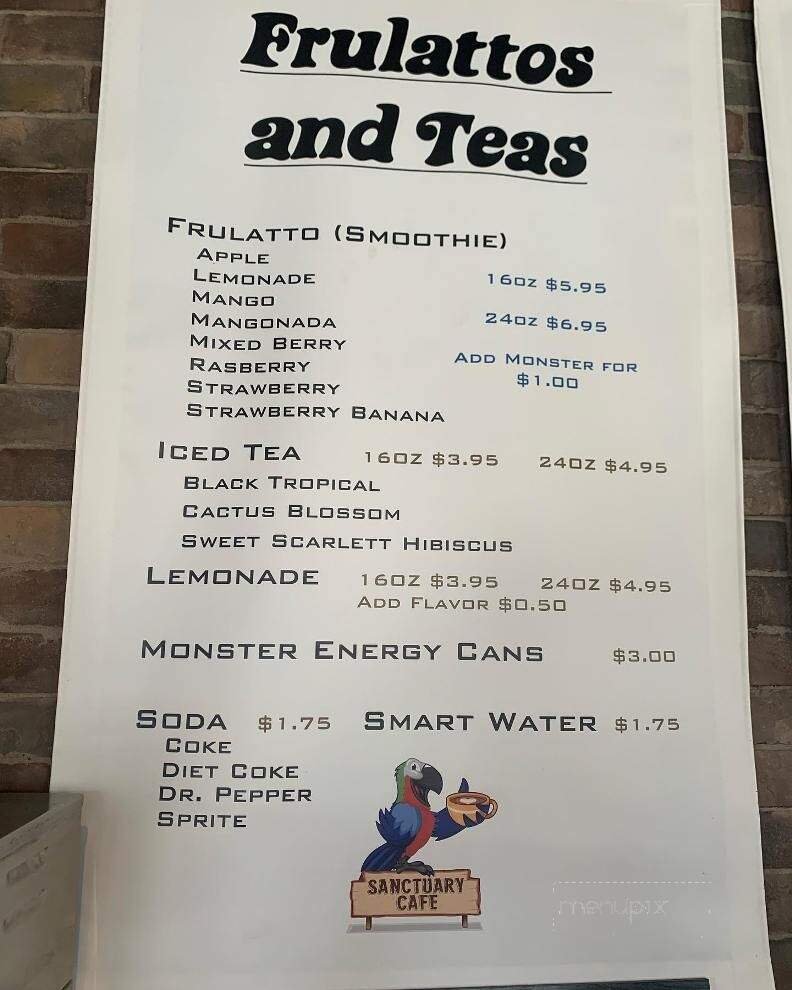 Frulattos
and Teas
Frulatto (Smoothie)
Apple
Lemonade
16oz $5.95
Mango
Mangonada
24oz $6.95
Mixed Berry
Rasberry
Add Monster for
$1.00
Strawberry
Strawberry Banana
Iced Tea 16oz $3.95 24oz $4.95
Black Tropical
Cactus Blossom
Sweet Scarlett Hibiscus
Lemonade 16oz $3.95 24oz $4.95
Add Flavor $0.50
Monster Energy Cans $3.00
Soda $1.75 Smart Water $1.75
Coke
Diet Coke
Dr. Pepper
Sprite
SANCTUARY
CAFE
menupix